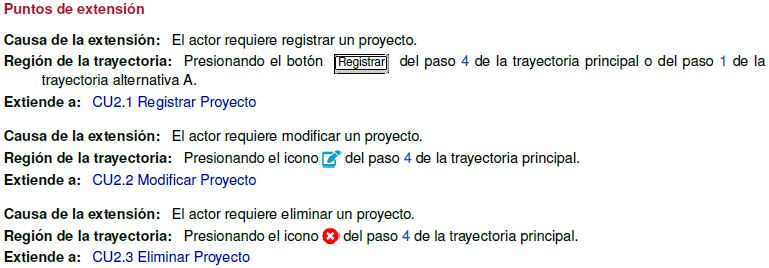 Puntos de extensión
Causa de la extensión: El actor requiere registrar un proyecto.
Región de la trayectoria: Presionando el botón Registrar del paso 4 de la trayectoria principal o del paso 1 de la
trayectoria alternativa A.
Extiende a: CU2.1 Registrar Proyecto
Causa de la extensión: El actor requiere modificar un proyecto.
Región de la trayectoria: Presionando el icono del paso 4 de la trayectoria principal.
Extiende a: CU2.2 Modificar Proyecto
Causa de la extensión: El actor requiere eliminar un proyecto.
Región de la trayectoria: Presionando el icono del paso 4 de la trayectoria principal.
Extiende a: CU2.3 Eliminar Proyecto